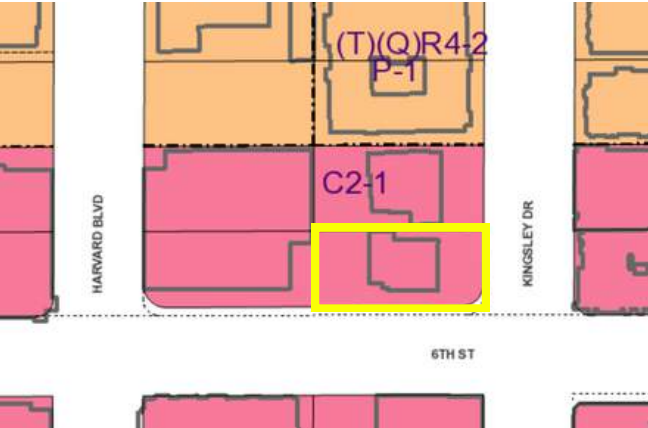 (T)(Q)R4-2
P-1
C2-1
HARVARD BLVD
KINGSLEY DR
6TH ST